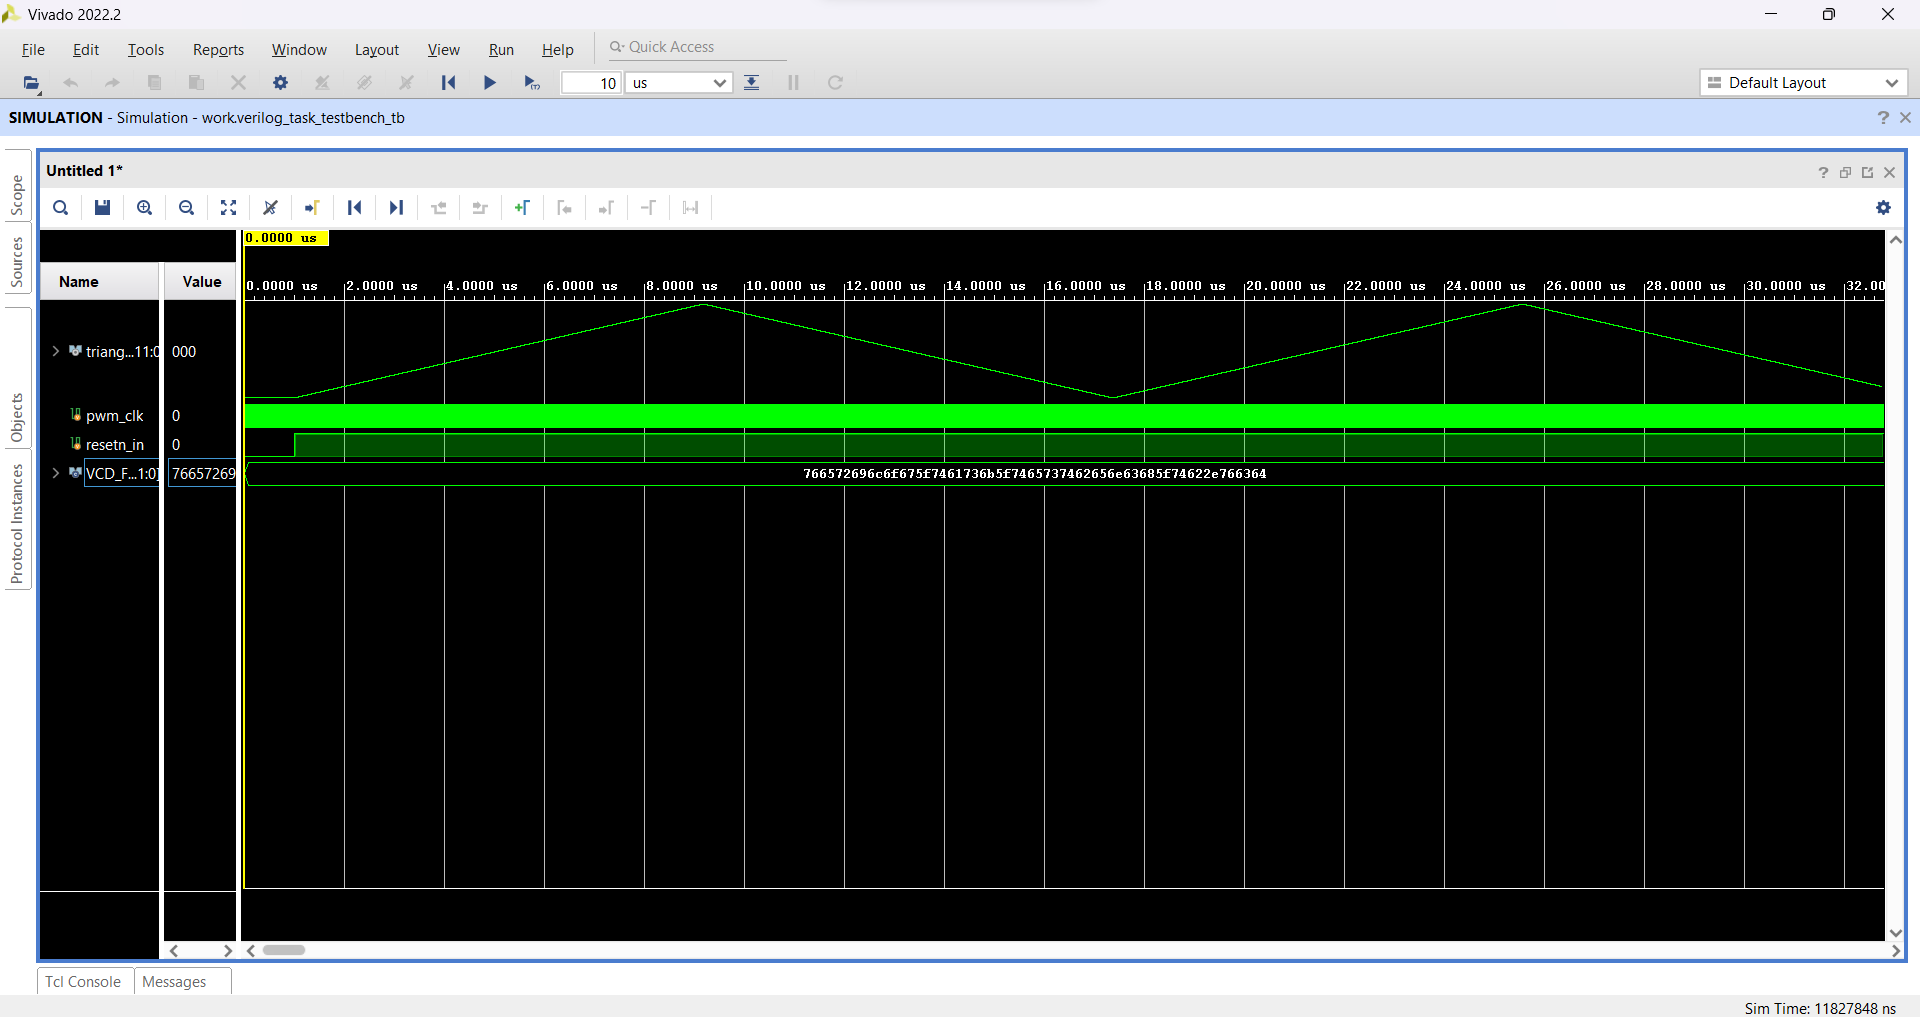 Vivado 2022.2
File Edit Tools Reports Window Layout View Run Help Quick Access
10 us Default Layout
SIMULATION - Simulation - work.verilog_task_testbench_tb
? 
Scope
Sources
Objects
Protocol Instances
Untitled 1*
?
0.0000 us
Name Value
0.0000 us 2.0000 us 4.0000 us 6.0000 us 8.0000 us 10.0000 us 12.0000 us 14.0000 us 16.0000 us 18.0000 us 20.0000 us 22.0000 us 24.0000 us 26.0000 us 28.0000 us 30.0000 us 32.00
triang...11:0 000
pwm_clk 0
resetn_in 0
VCD_F...1:0] 76657269 766572696c6f675f7461736b5f7465737462656e63685f74622e766364
Tcl Console Messages
Sim Time: 11827848 ns